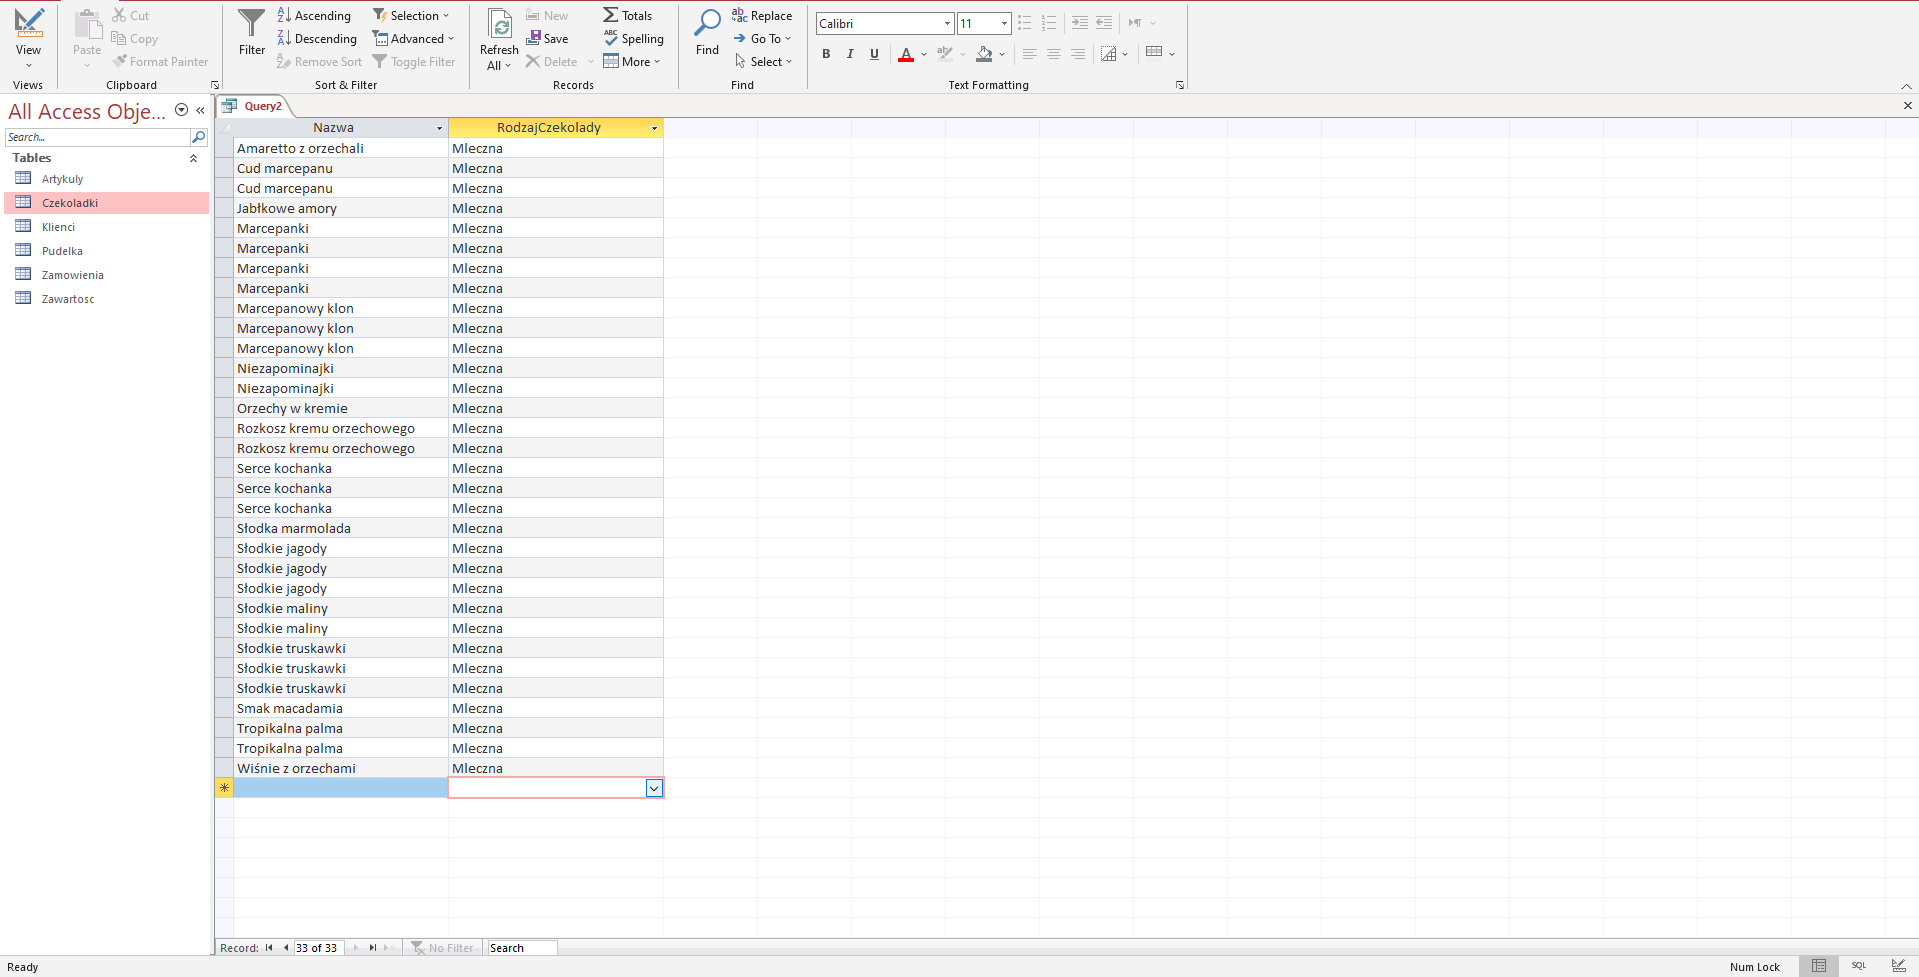 View
Views
Paste
Cut
Copy
Format Painter
Clipboard
Filter
Ascending
Descending
Remove Sort
Selection
Advanced
Toggle Filter
Sort & Filter
Refresh
All
New
Save
Delete
Totals
Spelling
More
Records
Find
Replace
Go To
Select
Find
Calibri
11
B I U
Text Formatting
All Access Obje...
Search...
Tables
Artykuly
Czekoladki
Klienci
Pudelka
Zamowienia
Zawartosc
Query2
Nazwa RodzajCzekolady
Amaretto z orzechali Mleczna
Cud marcepanu Mleczna
Cud marcepanu Mleczna
Jabłkowe amory Mleczna
Marcepanki Mleczna
Marcepanki Mleczna
Marcepanki Mleczna
Marcepanki Mleczna
Marcepanowy klon Mleczna
Marcepanowy klon Mleczna
Marcepanowy klon Mleczna
Niezapominajki Mleczna
Niezapominajki Mleczna
Orzechy w kremie Mleczna
Rozkosz kremu orzechowego Mleczna
Rozkosz kremu orzechowego Mleczna
Serce kochanka Mleczna
Serce kochanka Mleczna
Serce kochanka Mleczna
Słodka marmolada Mleczna
Słodkie jagody Mleczna
Słodkie jagody Mleczna
Słodkie jagody Mleczna
Słodkie maliny Mleczna
Słodkie maliny Mleczna
Słodkie truskawki Mleczna
Słodkie truskawki Mleczna
Słodkie truskawki Mleczna
Smak macadamia Mleczna
Tropikalna palma Mleczna
Tropikalna palma Mleczna
Wiśnie z orzechami Mleczna
Record: 33 of 33 No Filter Search
Ready Num Lock SQL